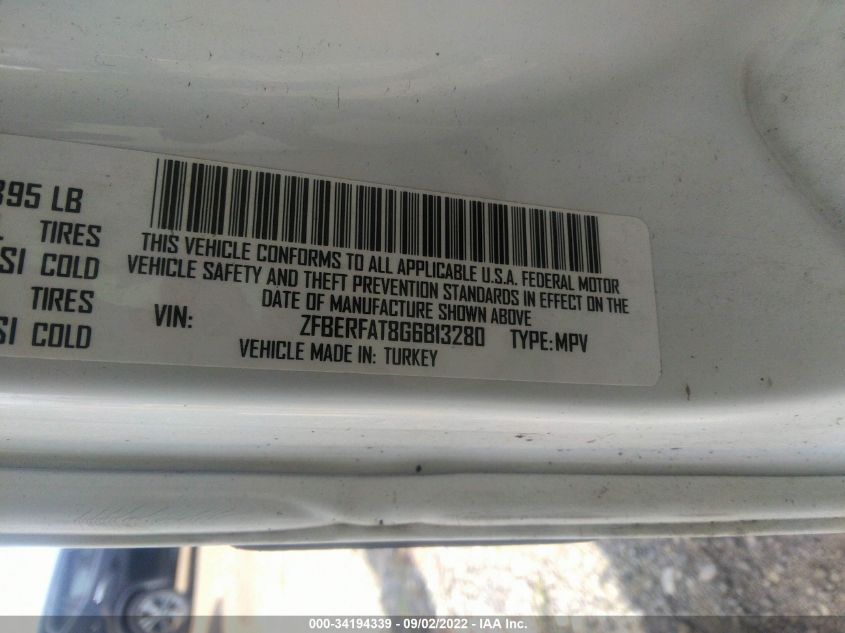 395 LB
TIRES
SI COLD
TIRES
SI COLD
THIS VEHICLE CONFORMS TO ALL APPLICABLE U.S.A. FEDERAL MOTOR
VEHICLE SAFETY AND THEFT PREVENTION STANDARDS IN EFFECT ON THE
DATE OF MANUFACTURE SHOWN ABOVE
VIN: ZFBERFAT8G6B13280 TYPE: MPV
VEHICLE MADE IN: TURKEY
000-34194339 - 09/02/2022 - IAA Inc.